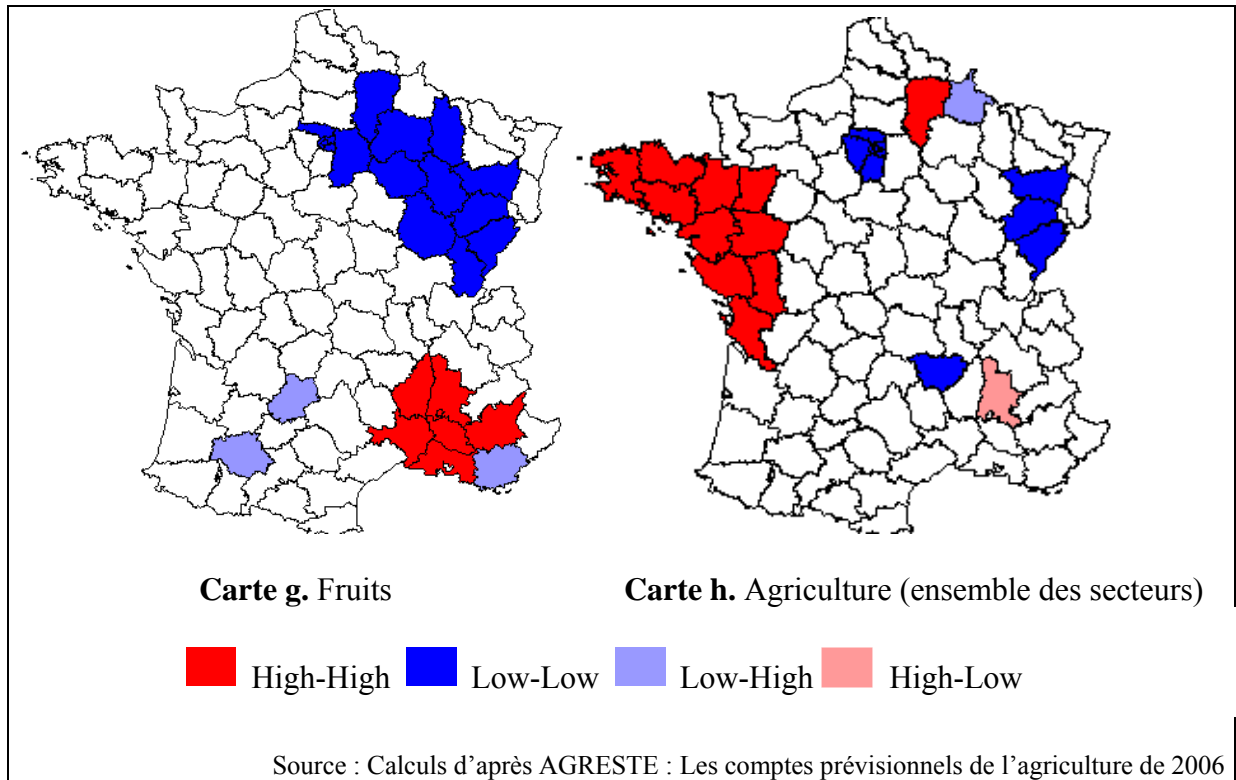 Carte g. Fruits
Carte h. Agriculture (ensemble des secteurs)
High-High Low-Low Low-High High-Low
Source : Calculs d'après AGRESTE : Les comptes prévisionnels de l'agriculture de 2006